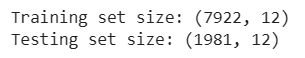 Training set size: (7922, 12)
Testing set size: (1981, 12)